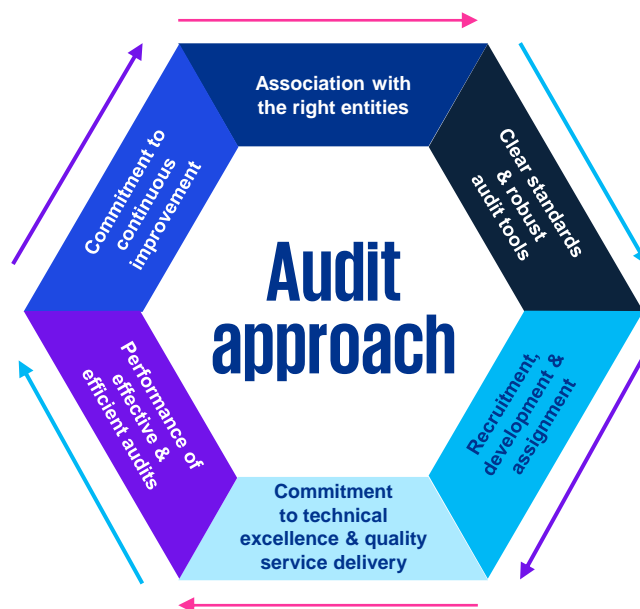 Association with
the right entities
Clear standards
& robust
audit tools
Recruitment,
development &
assignment
Commitment
to technical
excellence & quality
service delivery
Performance of
effective &
efficient audits
Commitment to
continuous
improvement
Audit
approach